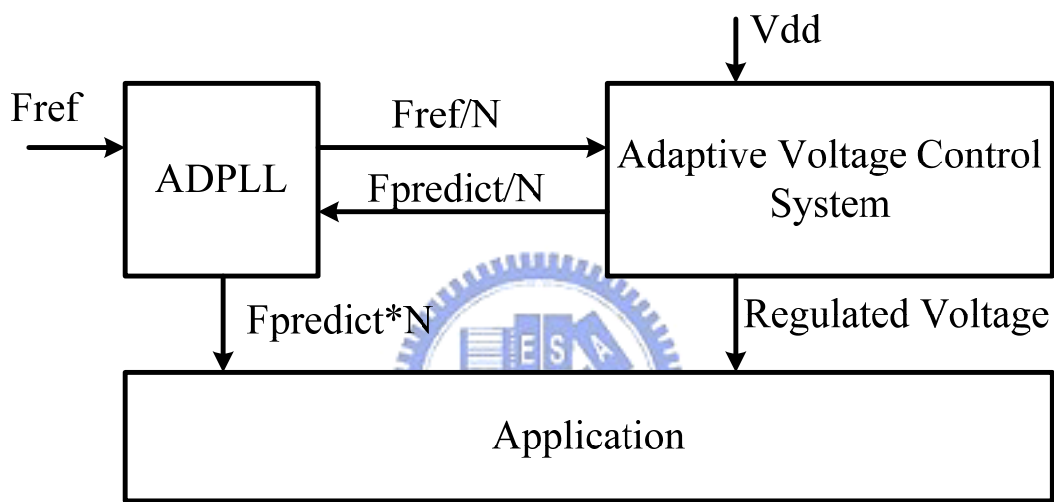 Vdd
Fref
ADPLL
Fref/N
Fpredict/N
Adaptive Voltage Control
System
Fpredict*N
Regulated Voltage
E S A
Application